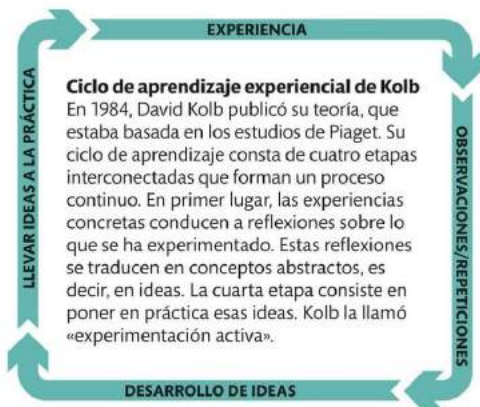 EXPERIENCIA
LLEVAR IDEAS A LA PRÁCTICA
Ciclo de aprendizaje experiencial de Kolb
En 1984, David Kolb publicó su teoría, que
estaba basada en los estudios de Piaget. Su
ciclo de aprendizaje consta de cuatro etapas
interconectadas que forman un proceso
continuo. En primer lugar, las experiencias
concretas conducen a reflexiones sobre lo
que se ha experimentado. Estas reflexiones
se traducen en conceptos abstractos, es
decir, en ideas. La cuarta etapa consiste en
poner en práctica esas ideas. Kolb la llamó
«experimentación activa».
OBSERVACIONES/REPETICIONES
DESARROLLO DE IDEAS